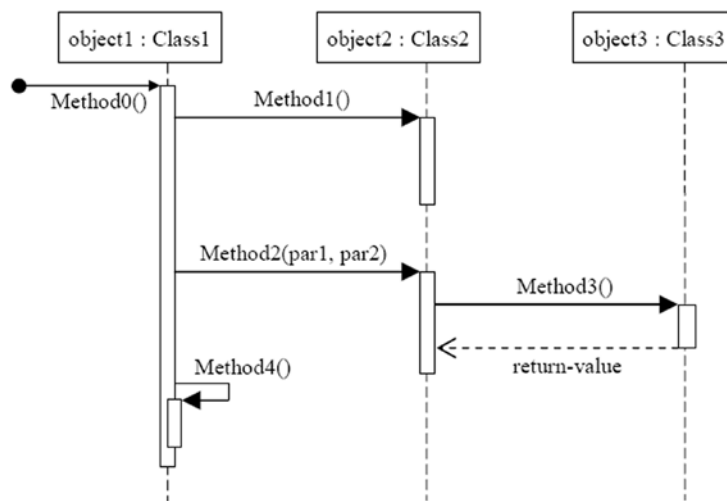 object1 : Class1
object2 : Class2
object3 : Class3
Method0()
Method1()
Method2(par1, par2)
Method3()
return-value
Method4()